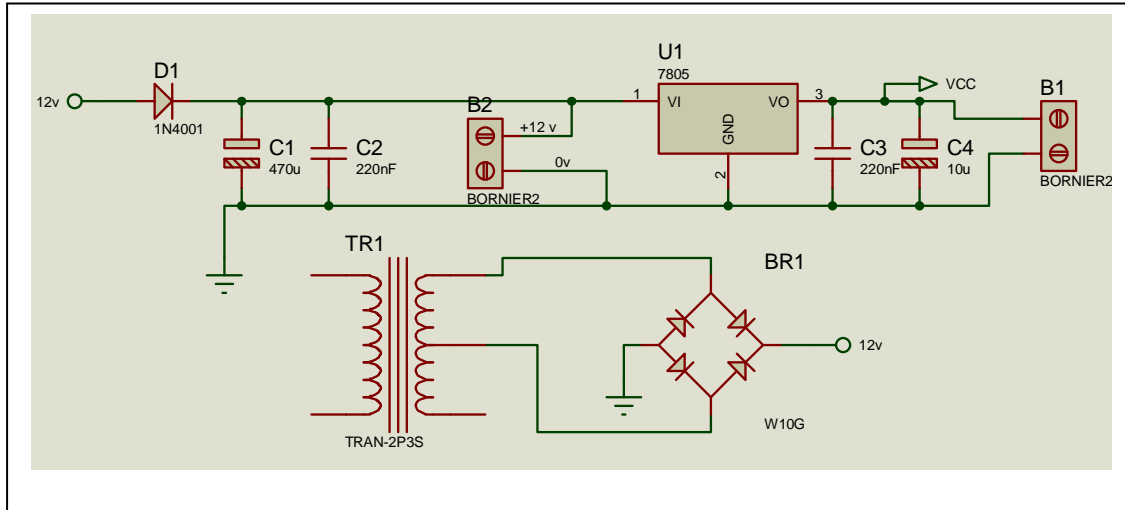 D1
12v
1N4001
C1
470u
C2
220nF
B2
+12 v
0v
BORNIER2
U1
7805
1
VI
VO
3
GND
2
VCC
C3
220nF
C4
10u
B1
BORNIER2
TR1
TRAN-2P3S
BR1
12v
W10G